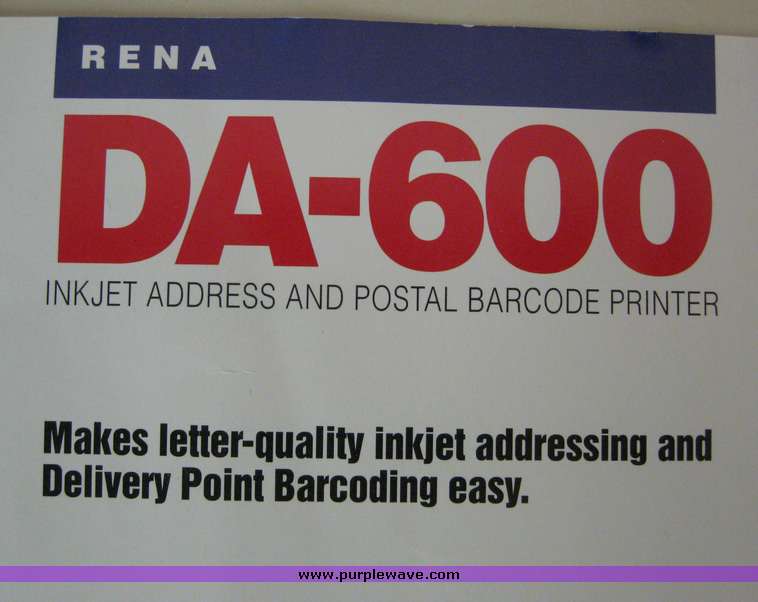 RENA
DA-600
INKJET ADDRESS AND POSTAL BARCODE PRINTER
Makes letter-quality inkjet addressing and
Delivery Point Barcoding easy.
www.purplewave.com